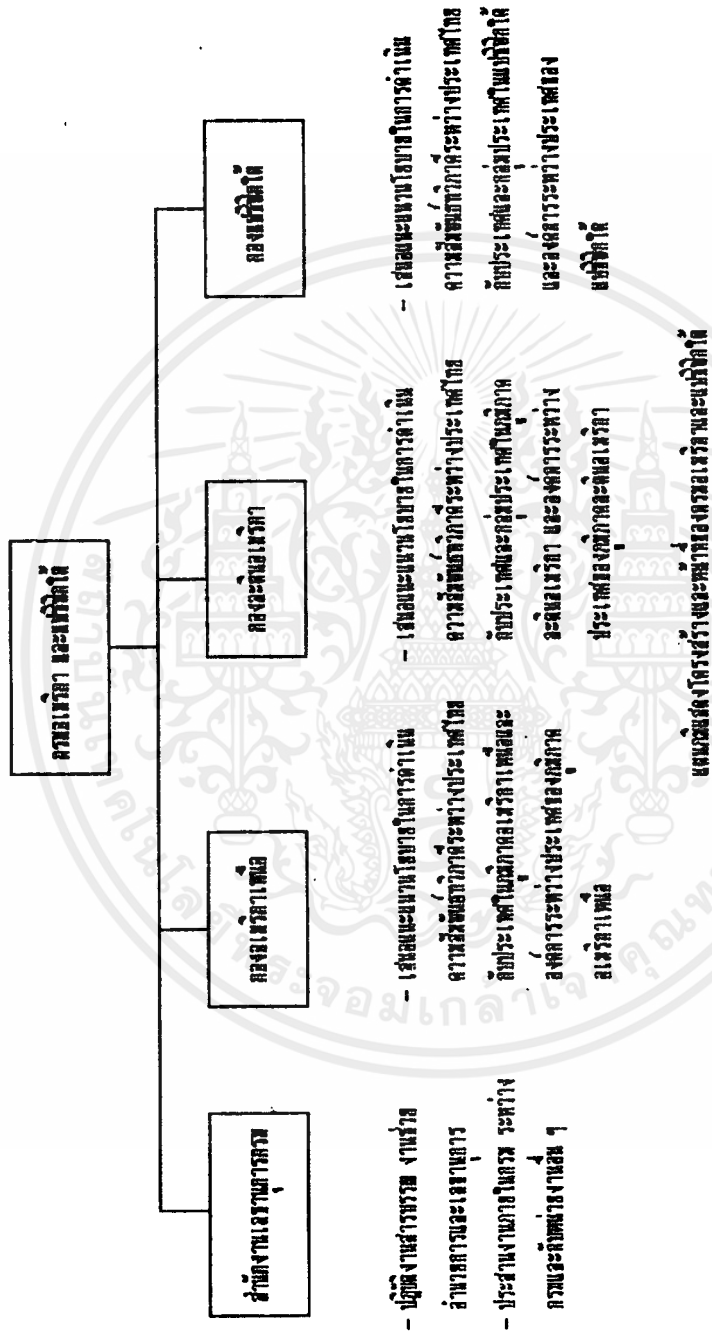 กรมอเมริกา และแปซิฟิกใต้
สำนักงานเลขานุการกรม
- ปฏิบัติงานสารบรรณ งานช่วย
อำนวยการและเลขานุการ
- ประสานงานภายในกรม ระหว่าง
กรมและกับหน่วยงานอื่น ๆ
กองอเมริกาเหนือ
- เสนอแนะแนวนโยบายในการดำเนิน
ความสัมพันธ์ทวิภาคีระหว่างประเทศไทย
กับประเทศในภูมิภาคอเมริกาเหนือและ
องค์การระหว่างประเทศของภูมิภาค
อเมริกาเหนือ
กองละตินอเมริกา
- เสนอแนะแนวนโยบายในการดำเนิน
ความสัมพันธ์ทวิภาคีระหว่างประเทศไทย
กับประเทศและกลุ่มประเทศในภูมิภาค
ละตินอเมริกา และองค์การระหว่าง
ประเทศของภูมิภาคละตินอเมริกา
กองแปซิฟิกใต้
- เสนอแนะแนวนโยบายในการดำเนิน
ความสัมพันธ์ทวิภาคีระหว่างประเทศไทย
กับประเทศและกลุ่มประเทศในแปซิฟิกใต้
และองค์การระหว่างประเทศของ
แปซิฟิกใต้
แผนภูมิแสดงโครงสร้างและหน้าที่ของกรมอเมริกาและแปซิฟิกใต้